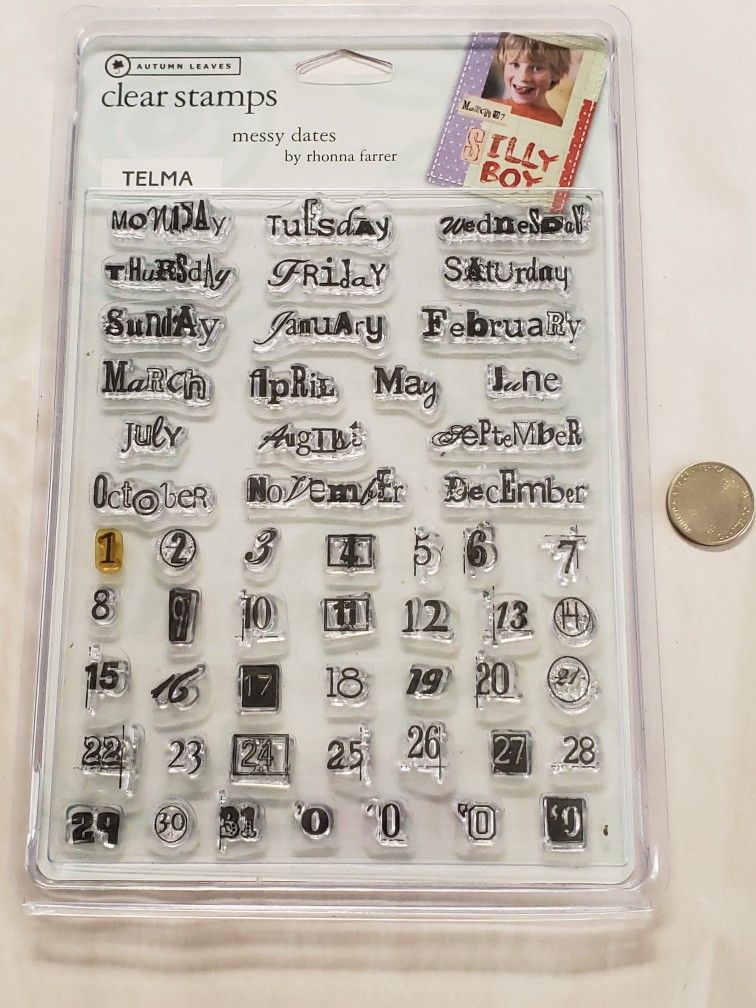 AUTUMN LEAVES
clear stamps
messy dates
by rhonna farrer
March 07
SILLY
BOY
TELMA
MONDAy TuEsdAY WedneSDaY
THuRSdAy FRidaY SAtUrday
SundAy JanuAry FebruaRy
MaRCh ApRiL May June
July AugTUst SePteMbeR
OctobeR NoVembEr DecEmber
1 2 3 4 5 6 7
8 9 10 11 12 13 14
15 16 17 18 19 20 21
22 23 24 25 26 27 28
29 30 31 '0 '0 '0 '0